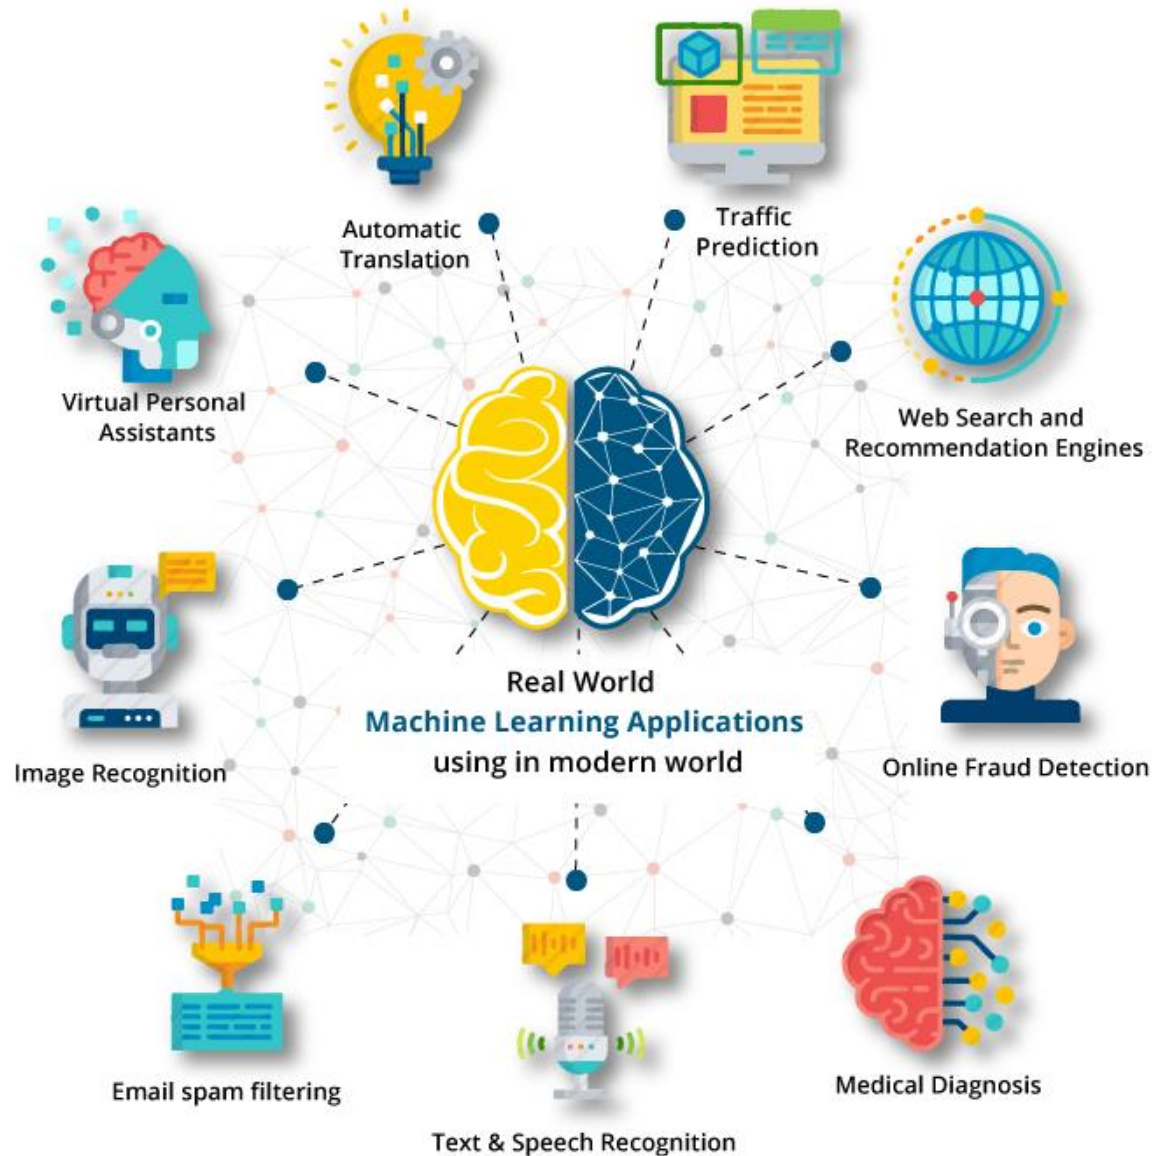 Automatic
Translation
Traffic
Prediction
Virtual Personal
Assistants
Web Search and
Recommendation Engines
Image Recognition
Real World
Machine Learning Applications
using in modern world
Online Fraud Detection
Email spam filtering
Text & Speech Recognition
Medical Diagnosis